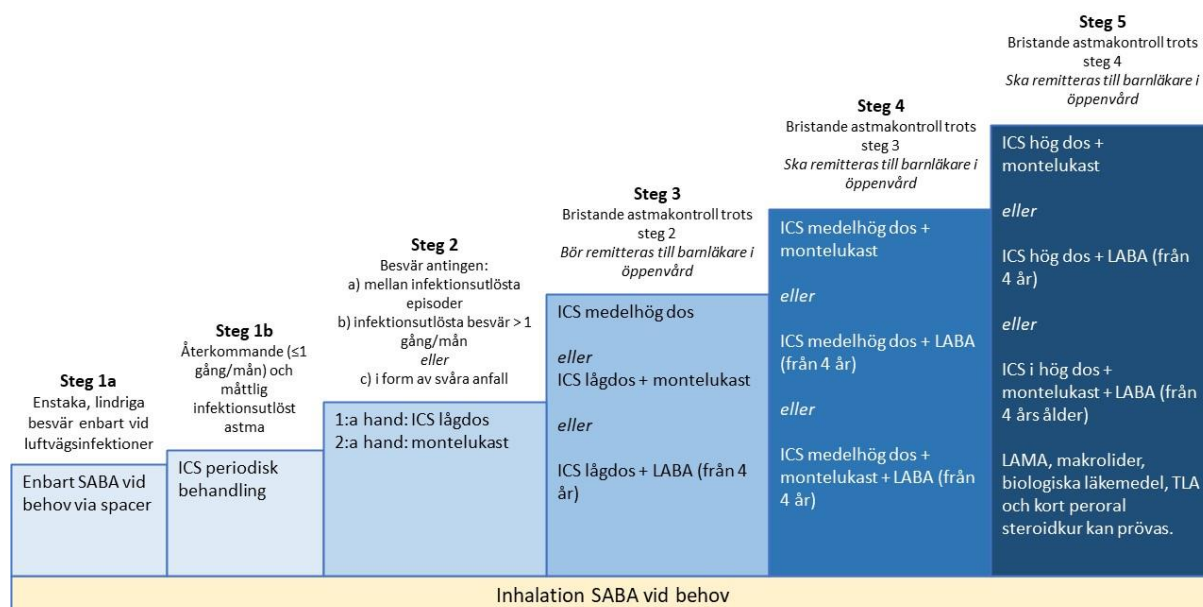 Steg 1a
Enstaka, lindriga
besvär enbart vid
luftvägsinfektioner
Enbart SABA vid
behov via spacer
Steg 1b
Återkommande (≤1
gång/mån) och
måttlig
infektionsutlöst
astma
ICS periodisk
behandling
Steg 2
Besvär antingen:
a) mellan infektionsutlösta
episoder
b) infektionsutlösta besvär > 1
gång/mån
eller
c) i form av svåra anfall
1:a hand: ICS lågdos
2:a hand: montelukast
Steg 3
Bristande astmakontroll trots
steg 2
Bör remitteras till barnläkare i
öppenvård
ICS medelhög dos
eller
ICS lågdos + montelukast
eller
ICS lågdos + LABA (från 4
år)
Steg 4
Bristande astmakontroll trots
steg 3
Ska remitteras till barnläkare i
öppenvård
ICS medelhög dos +
montelukast
eller
ICS medelhög dos + LABA
(från 4 år)
eller
ICS medelhög dos +
montelukast + LABA (från
4 år)
Steg 5
Bristande astmakontroll trots
steg 4
Ska remitteras till barnläkare i
öppenvård
ICS hög dos +
montelukast
eller
ICS hög dos + LABA (från
4 år)
eller
ICS i hög dos +
montelukast + LABA (från
4 års ålder)
LAMA, makrolider,
biologiska läkemedel, TLA
och kort peroral
steroidkur kan prövas.
Inhalation SABA vid behov